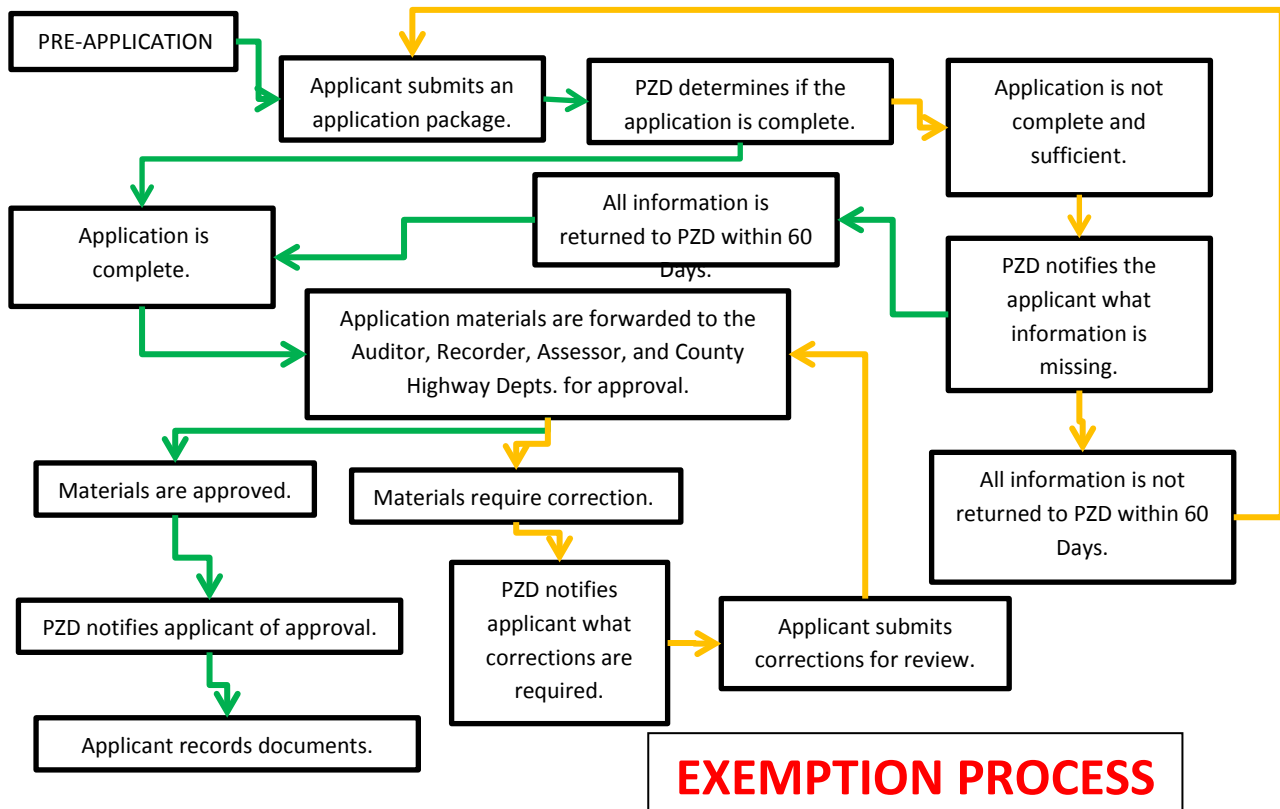 PRE-APPLICATION
Applicant submits an
application package.
PZD determines if the
application is complete.
Application is not
complete and
sufficient.
All information is
returned to PZD within 60
Days.
Application is
complete.
PZD notifies the
applicant what
information is
missing.
Application materials are forwarded to the
Auditor, Recorder, Assessor, and County
Highway Depts. for approval.
Materials are approved.
Materials require correction.
All information is not
returned to PZD within 60
Days.
PZD notifies applicant of approval.
PZD notifies
applicant what
corrections are
required.
Applicant submits
corrections for review.
Applicant records documents.
EXEMPTION PROCESS